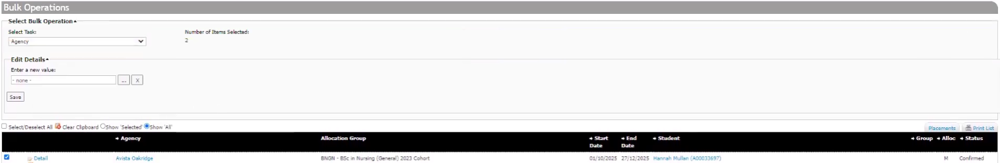 Bulk Operations
Select Bulk Operation
Select Task:
Number of Items Selected:
Agency
2
Edit Details
Enter a new value:
- none -
...
X
Save
Select/Deselect All Clear Clipboard Show 'Selected' Show 'All'
Placements Print List
Agency Allocation Group Start Date End Date Student Group Alloc Status
Detail Avista Oakridge BNGN - BSc in Nursing (General) 2023 Cohort 01/10/2025 27/12/2025 Hannah Mullan (A00033697) M Confirmed